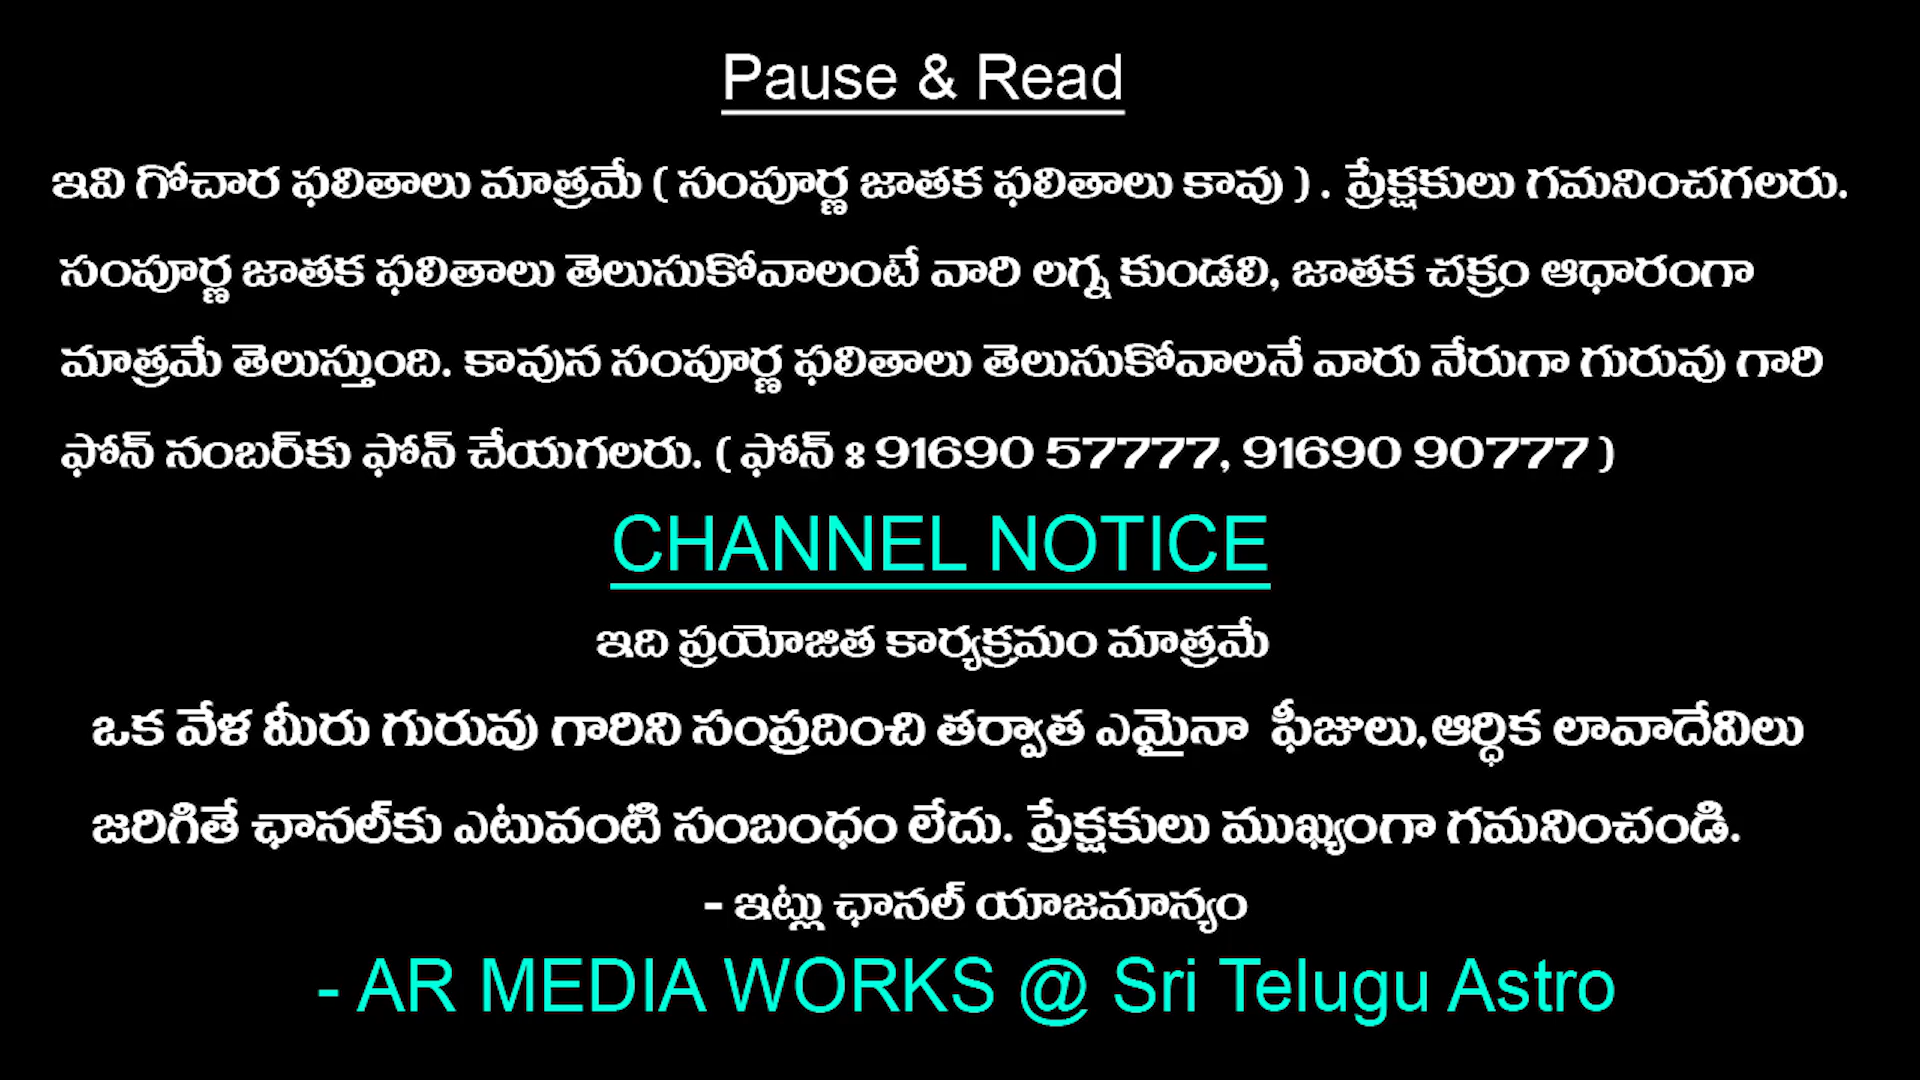 Pause & Read
ఇవి గోచార ఫలితాలు మాత్రమే ( సంపూర్ణ జాతక ఫలితాలు కావు ) . ప్రేక్షకులు గమనించగలరు.
సంపూర్ణ జాతక ఫలితాలు తెలుసుకోవాలంటే వారి లగ్న కుండలి, జాతక చక్రం ఆధారంగా
మాత్రమే తెలుస్తుంది. కావున సంపూర్ణ ఫలితాలు తెలుసుకోవాలనే వారు నేరుగా గురువు గారి
ఫోన్ నంబర్‌కు ఫోన్ చేయగలరు. ( ఫోన్ : 91690 57777, 91690 90777 )
CHANNEL NOTICE
ఇది ప్రయోజిత కార్యక్రమం మాత్రమే
ఒక వేళ మీరు గురువు గారిని సంప్రదించి తర్వాత ఎమైనా ఫీజులు,ఆర్ధిక లావాదేవిలు
జరిగితే ఛానల్‌కు ఎటువంటి సంబంధం లేదు. ప్రేక్షకులు ముఖ్యంగా గమనించండి.
- ఇట్లు ఛానల్ యాజమాన్యం
- AR MEDIA WORKS @ Sri Telugu Astro